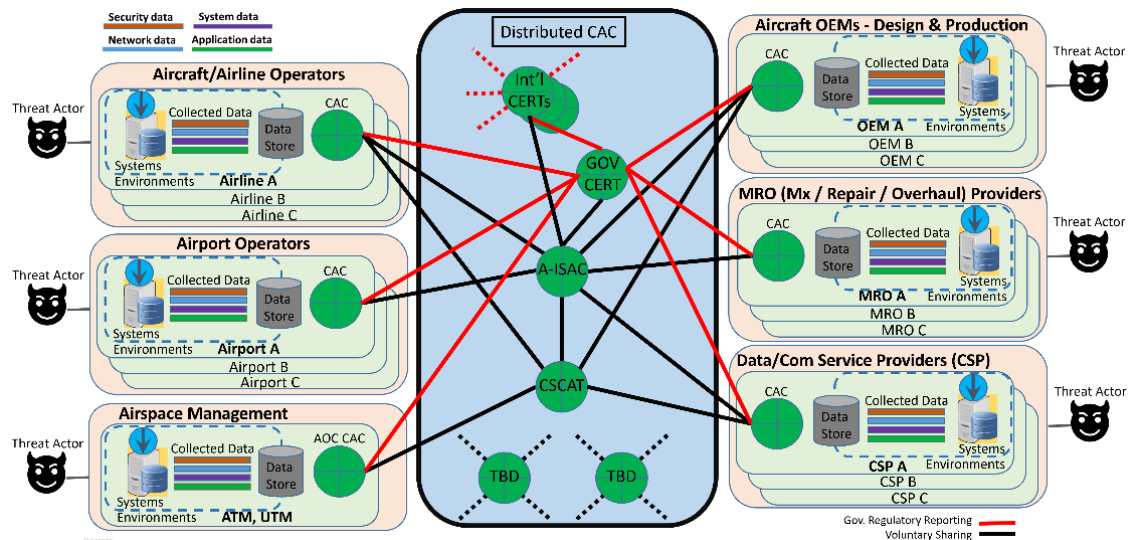 Security data
System data
Network data
Application data
Aircraft/Airline Operators
Threat Actor
Collected Data
CAC
Data
Store
Systems
Environments
Airline A
Airline B
Airline C
Airport Operators
Threat Actor
Collected Data
CAC
Data
Store
Systems
Environments
Airport A
Airport B
Airport C
Airspace Management
Threat Actor
Collected Data
AOC CAC
Data
Store
Systems
Environments
ATM, UTM
Distributed CAC
Int'l
CERTs
GOV
CERT
A-ISAC
CSCAT
TBD
TBD
Aircraft OEMs - Design & Production
CAC
Collected Data
Threat Actor
Data
Store
Systems
Environments
OEM A
OEM B
OEM C
MRO (Mx / Repair / Overhaul) Providers
CAC
Collected Data
Threat Actor
Data
Store
Systems
Environments
MRO A
MRO B
MRO C
Data/Com Service Providers (CSP)
CAC
Collected Data
Threat Actor
Data
Store
Systems
Environments
CSP A
CSP B
CSP C
Gov. Regulatory Reporting
Voluntary Sharing